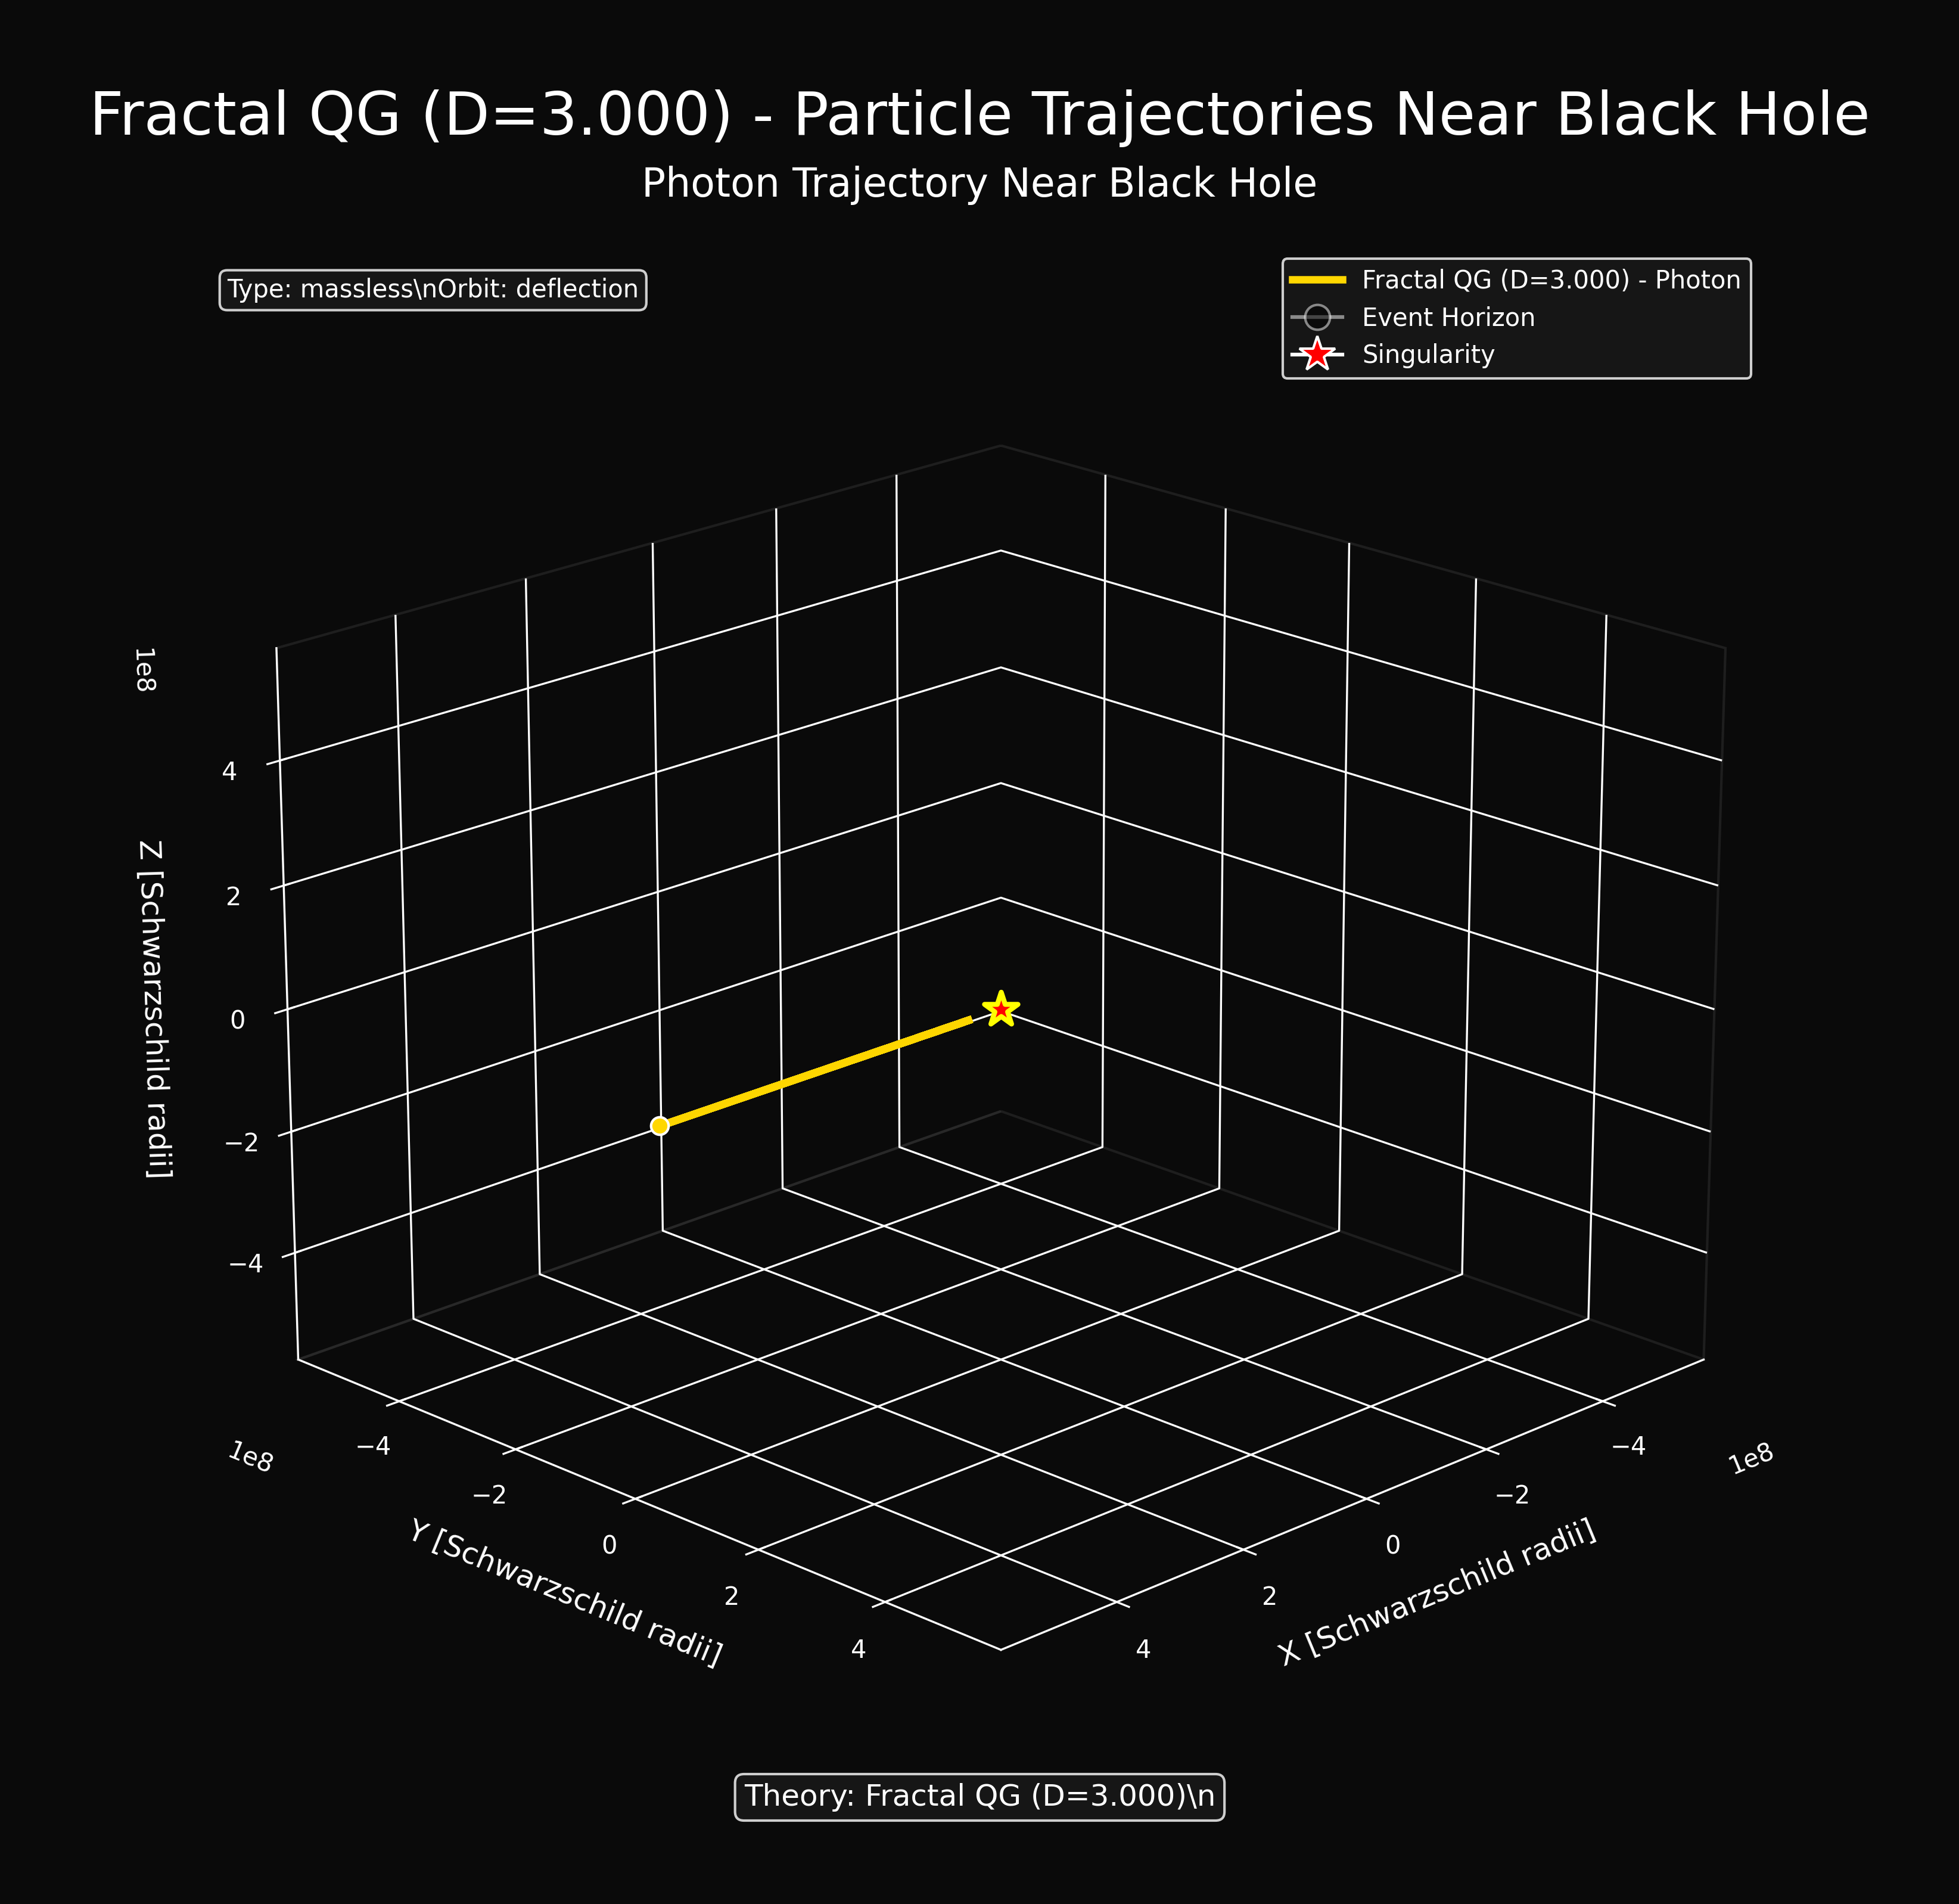 Fractal QG (D=3.000) - Particle Trajectories Near Black Hole
Photon Trajectory Near Black Hole
Type: massless\nOrbit: deflection
Fractal QG (D=3.000) - Photon
Event Horizon
Singularity
1e8
4
2
0
−2
−4
Z [Schwarzschild radii]
1e8
−4
−2
0
2
4
Y [Schwarzschild radii]
1e8
−4
−2
0
2
4
X [Schwarzschild radii]
Theory: Fractal QG (D=3.000)\n